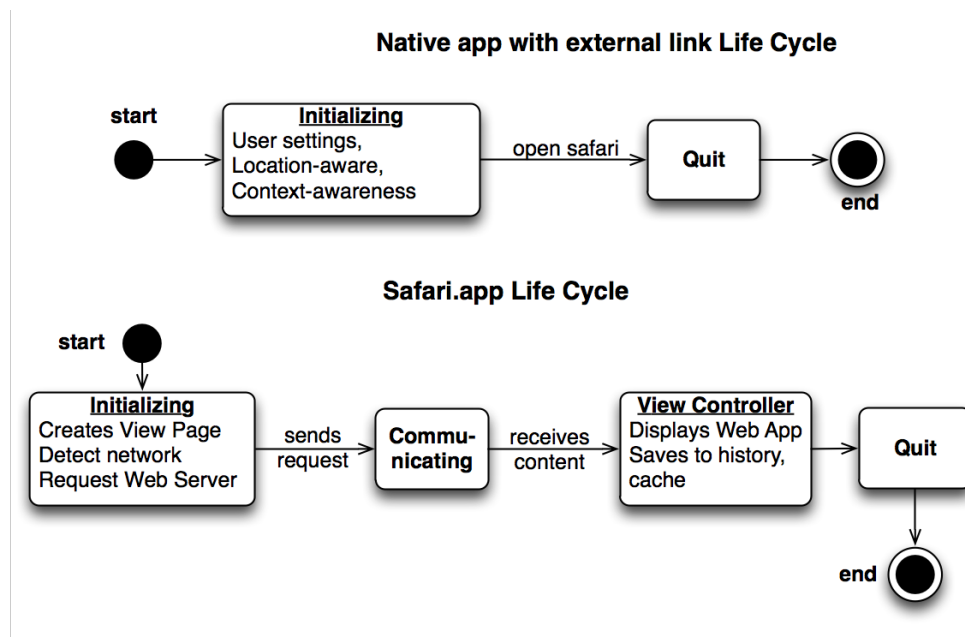 Native app with external link Life Cycle
start
Initializing
User settings,
Location-aware,
Context-awareness
open safari
Quit
end
Safari.app Life Cycle
start
Initializing
Creates View Page
Detect network
Request Web Server
sends
request
Commu-
nicating
receives
content
View Controller
Displays Web App
Saves to history,
cache
Quit
end